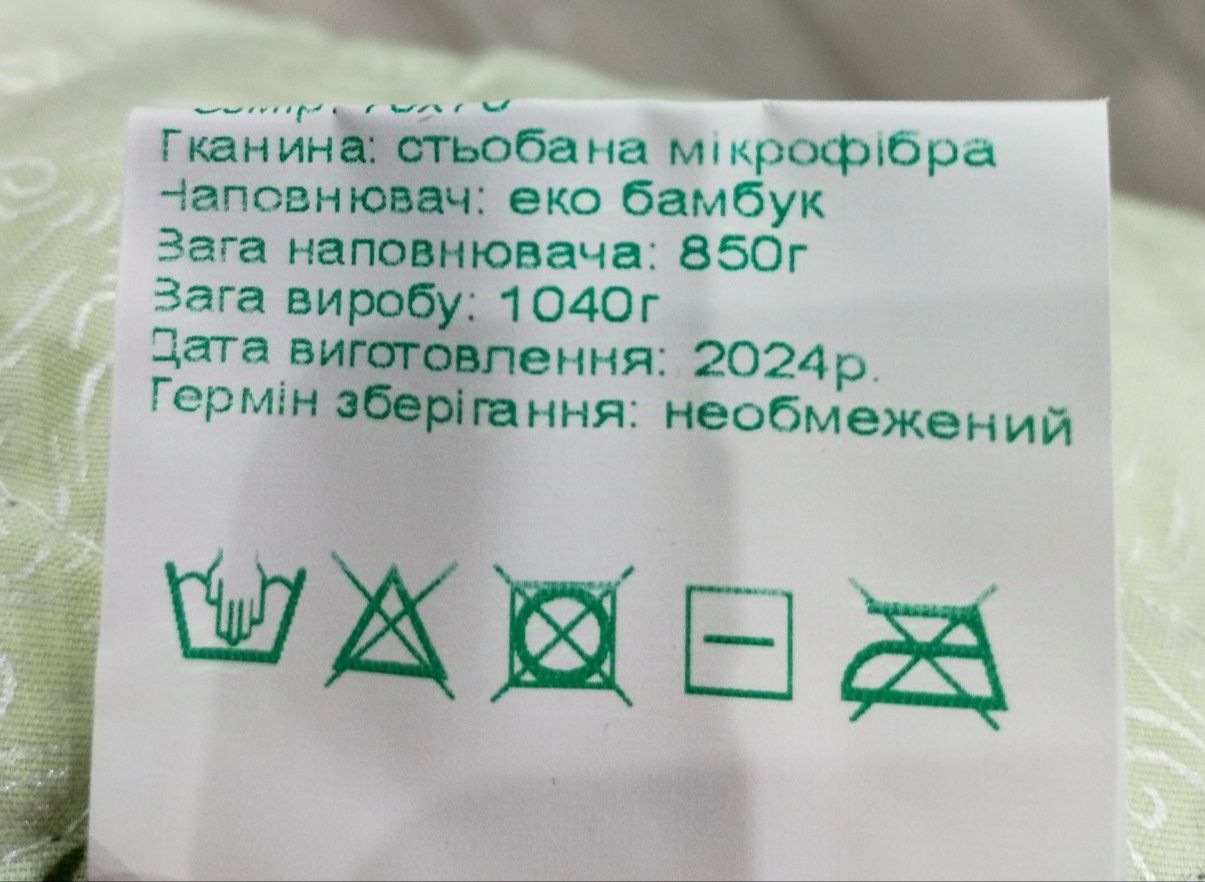 Тканина: стьобана мікрофібра
Наповнювач: еко бамбук
Вага наповнювача: 850г
Вага виробу: 1040г
Дата виготовлення: 2024р.
Термін зберігання: необмежений